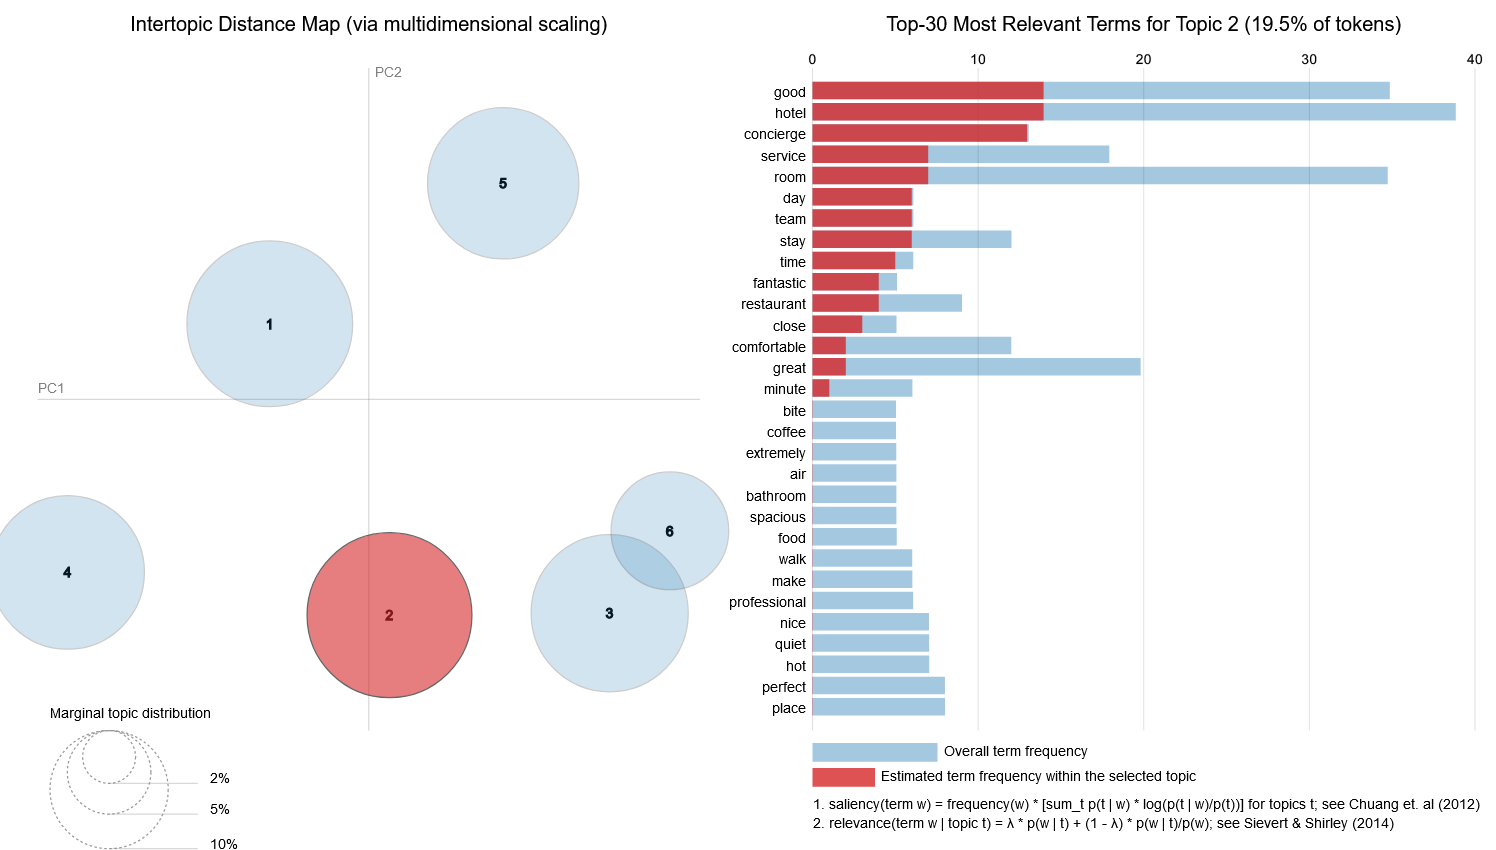 Intertopic Distance Map (via multidimensional scaling)
PC2
PC1
5
1
4
2
3
6
Marginal topic distribution
2%
5%
10%
Top-30 Most Relevant Terms for Topic 2 (19.5% of tokens)
0 10 20 30 40
good
hotel
concierge
service
room
day
team
stay
time
fantastic
restaurant
close
comfortable
great
minute
bite
coffee
extremely
air
bathroom
spacious
food
walk
make
professional
nice
quiet
hot
perfect
place
Overall term frequency
Estimated term frequency within the selected topic
1. saliency(term w) = frequency(w) * [sum_t p(t | w) * log(p(t | w)/p(t))] for topics t; see Chuang et. al (2012)
2. relevance(term w | topic t) = λ * p(w | t) + (1 - λ) * p(w | t)/p(w); see Sievert & Shirley (2014)